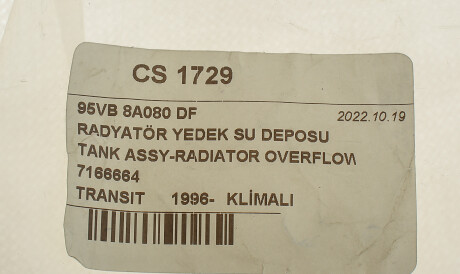 CS 1729
95VB 8A080 DF 2022.10.19
RADYATÖR YEDEK SU DEPOSU
TANK ASSY-RADIATOR OVERFLOW
7166664
TRANSIT 1996- KLİMALI